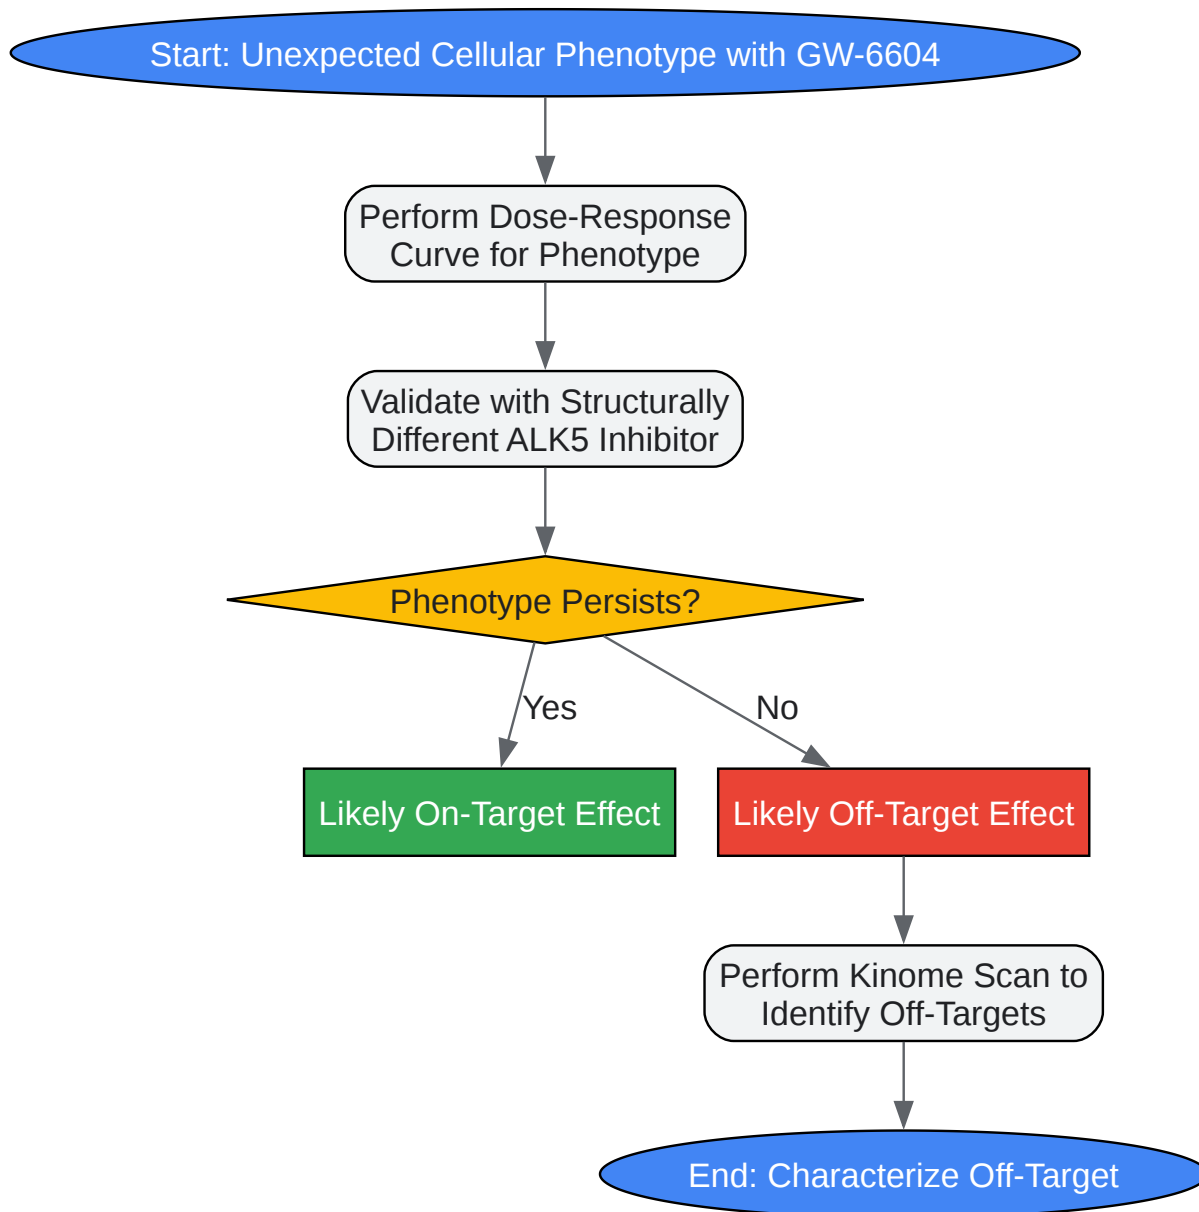 Start: Unexpected Cellular Phenotype with GW-6604
Perform Dose-Response
Curve for Phenotype
Validate with Structurally
Different ALK5 Inhibitor
Phenotype Persists?
Yes
No
Likely On-Target Effect
Likely Off-Target Effect
Perform Kinome Scan to
Identify Off-Targets
End: Characterize Off-Target